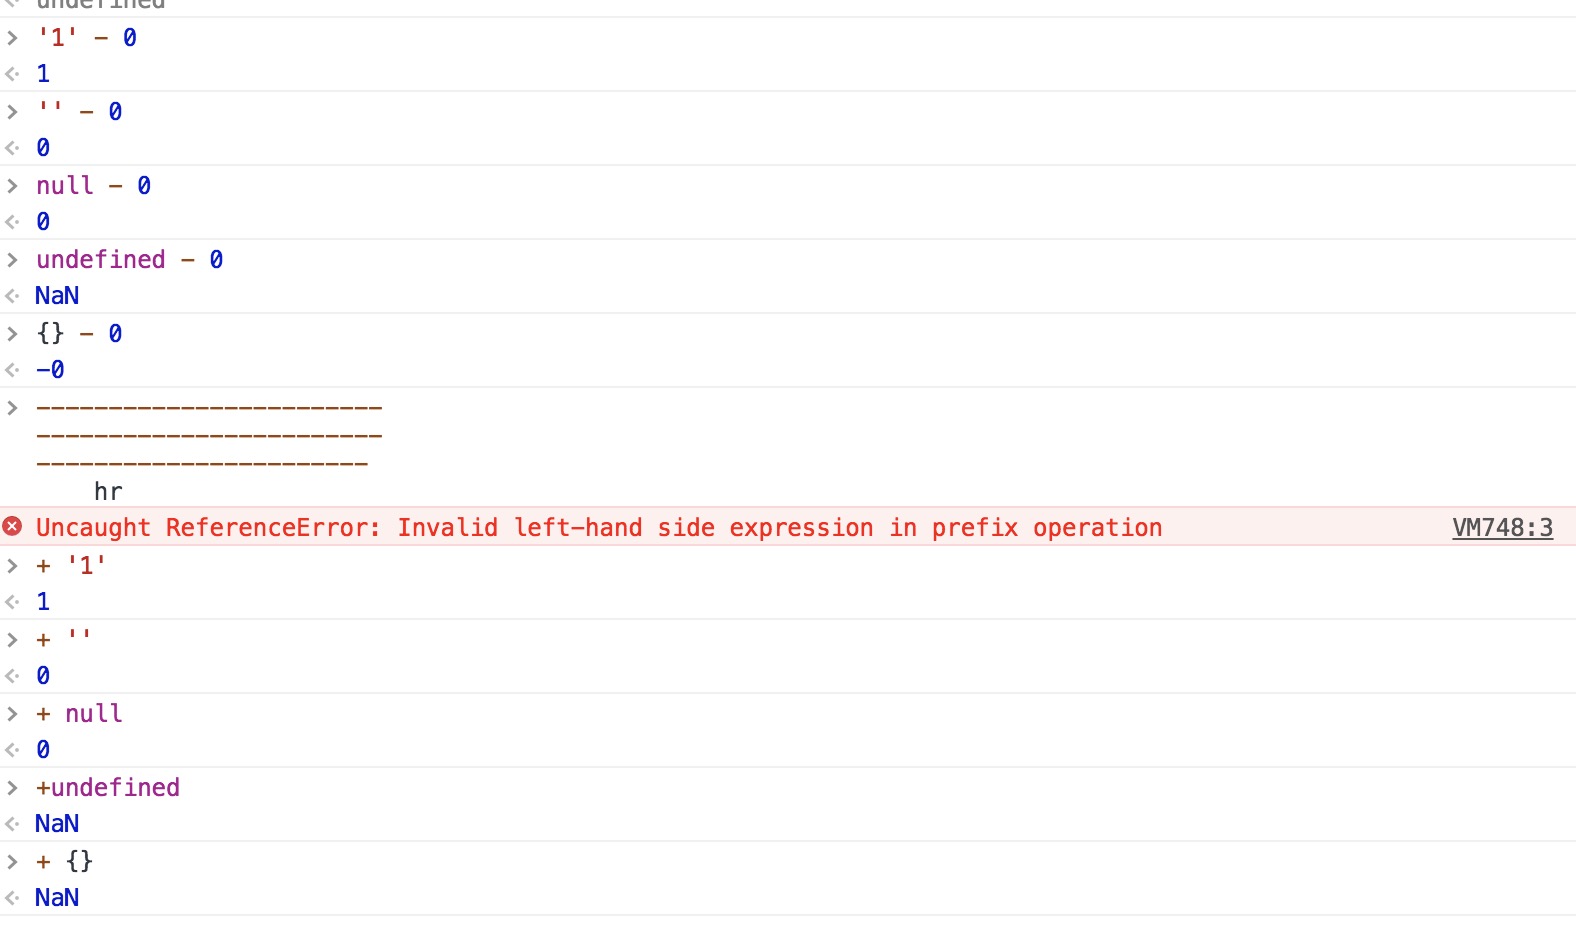 undefined
> '1' - 0
<· 1
> '' - 0
<· 0
> null - 0
<· 0
> undefined - 0
<· NaN
> {} - 0
<· -0
> ------------------------
------------------------
-----------------------
hr
Uncaught ReferenceError: Invalid left-hand side expression in prefix operation VM748:3
> + '1'
<· 1
> + ''
<· 0
> + null
<· 0
> +undefined
<· NaN
> + {}
<· NaN